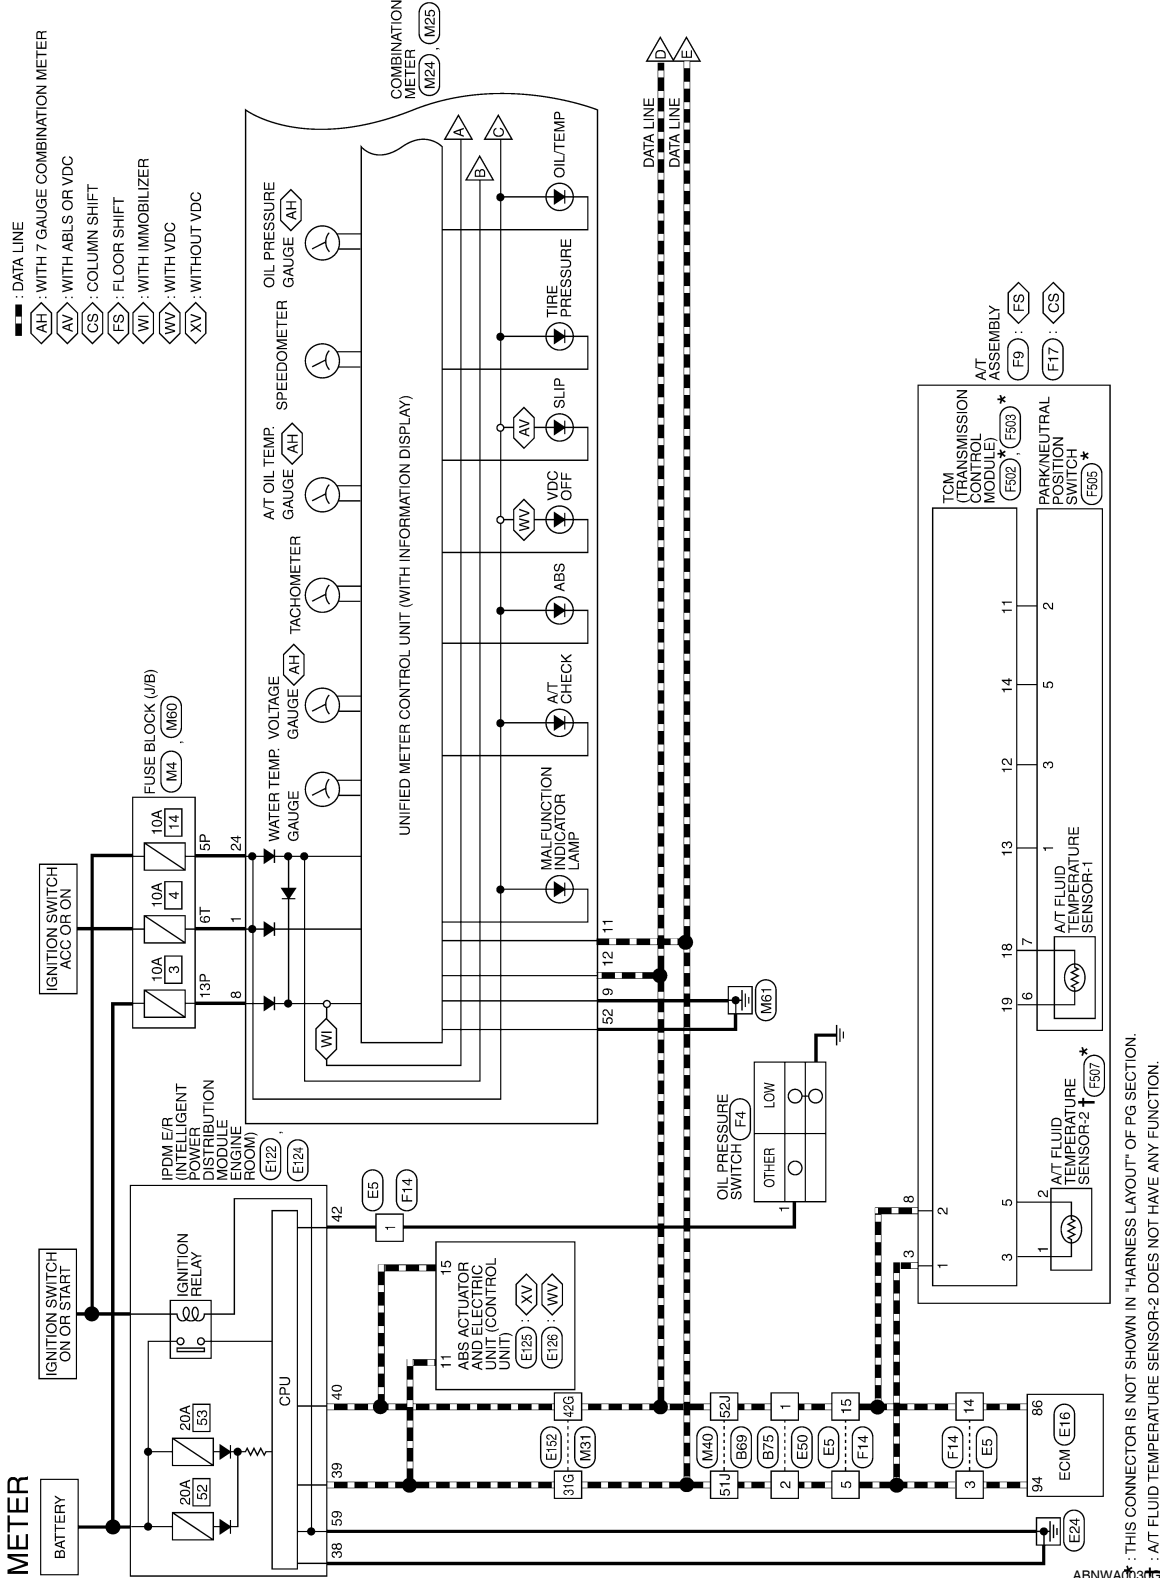 METER
BATTERY
IGNITION SWITCH
ON OR START
IGNITION SWITCH
ACC OR ON
: DATA LINE
AH : WITH 7 GAUGE COMBINATION METER
AV : WITH ABLS OR VDC
CS : COLUMN SHIFT
FS : FLOOR SHIFT
WI : WITH IMMOBILIZER
WV : WITH VDC
XV : WITHOUT VDC
20A
52
20A
53
IGNITION
RELAY
CPU
IPDM E/R
(INTELLIGENT
POWER
DISTRIBUTION
MODULE
ENGINE
ROOM)
E122 ,
E124
38
59
39
40
42
FUSE BLOCK (J/B)
M4 , M60
10A
3
10A
4
10A
14
13P
6T
5P
8
1
24
WATER TEMP.
GAUGE
VOLTAGE
GAUGE AH
TACHOMETER
A/T OIL TEMP.
GAUGE AH
SPEEDOMETER
OIL PRESSURE
GAUGE AH
COMBINATION
METER
M24 , M25
WI
UNIFIED METER CONTROL UNIT (WITH INFORMATION DISPLAY)
A
B
C
MALFUNCTION
INDICATOR
LAMP
A/T
CHECK
ABS
WV
VDC
OFF
AV
SLIP
TIRE
PRESSURE
OIL/TEMP
52
9
12
11
M61
DATA LINE
DATA LINE
D
E
E5
1
F14
11
15
ABS ACTUATOR
AND ELECTRIC
UNIT (CONTROL
UNIT)
E125 : XV
E126 : WV
OIL PRESSURE
SWITCH F4
OTHER
LOW
1
31G
E152
M31
42G
51J
M40
B69
52J
2
B75
E50
1
5
E5
F14
15
3
F14
E5
14
94
86
ECM E16
E24
3
8
1
2
A/T
ASSEMBLY
F9 : FS
F17 : CS
TCM
(TRANSMISSION
CONTROL
MODULE)
F502 * , F503 *
3
5
19
18
13
12
14
11
1
2
6
7
1
3
5
2
PARK/NEUTRAL
POSITION
SWITCH
F505 *
A/T FLUID
TEMPERATURE
SENSOR-1
A/T FLUID
TEMPERATURE
SENSOR-2 † F507 *
* : THIS CONNECTOR IS NOT SHOWN IN "HARNESS LAYOUT" OF PG SECTION.
† : A/T FLUID TEMPERATURE SENSOR-2 DOES NOT HAVE ANY FUNCTION.